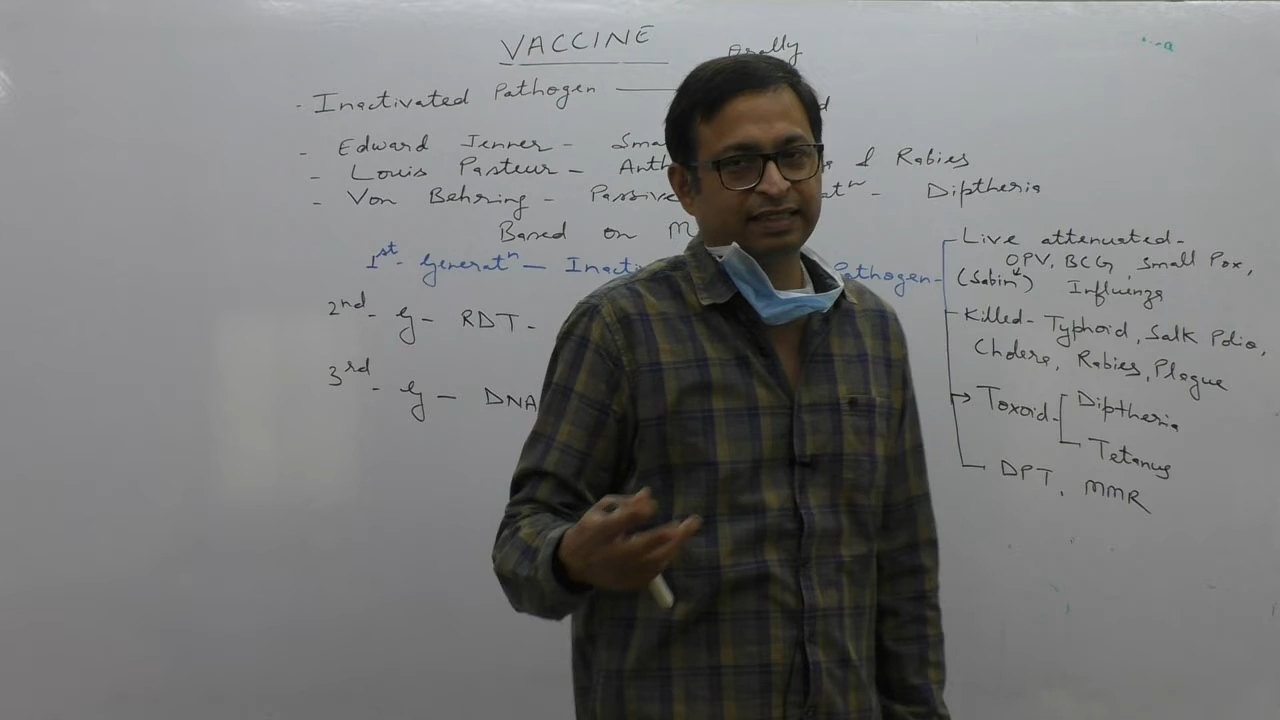 VACCINE
Orally
- Inactivated Pathogen —
- Edward Jenner - Sma
- Louis Pasteur - Anth & Rabies
- Von Behring - Passive atⁿ - Diptheria
Based on M
1st- Generatⁿ - Inacti Pathogen
2nd- G - RDT -
3rd- G - DNA
Live attenuated -
OPV, BCG, Small Pox,
(Sabin) Influenza
Killed - Typhoid, Salk Polio,
Cholera, Rabies, Plague
→ Toxoid - Diptheria
Tetanus
DPT, MMR